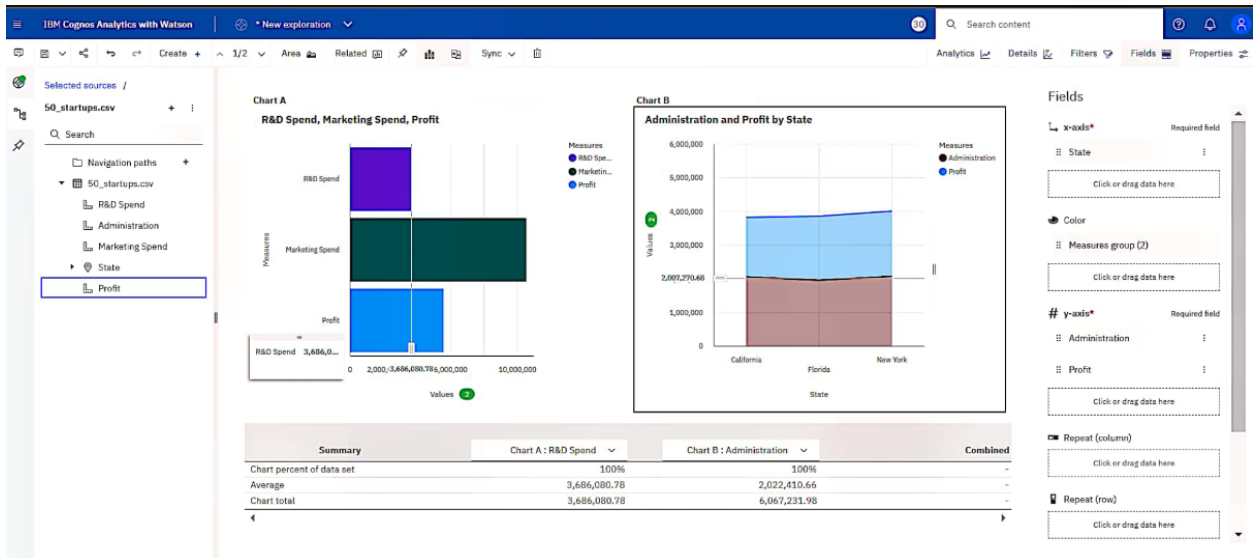 IBM Cognos Analytics with Watson
* New exploration
30
Search content
Create +
1/2
Area
Related
Sync
Analytics
Details
Filters
Fields
Properties
Selected sources /
50_startups.csv
Search
Navigation paths
50_startups.csv
R&D Spend
Administration
Marketing Spend
State
Profit
Chart A
R&D Spend, Marketing Spend, Profit
Measures
R&D Spe...
Marketin...
Profit
Measures
R&D Spend
Marketing Spend
Profit
R&D Spend 3,686,0...
0 2,000, 3,686,080.78 6,000,000 10,000,000
Values 2
Chart B
Administration and Profit by State
Measures
Administration
Profit
Values 2
6,000,000
5,000,000
4,000,000
3,000,000
2,007,270.68
1,000,000
0
California Florida New York
State
Summary Chart A : R&D Spend Chart B : Administration Combined
Chart percent of data set 100% 100% -
Average 3,686,080.78 2,022,410.66 -
Chart total 3,686,080.78 6,067,231.98 -
Fields
x-axis* Required field
State
Click or drag data here
Color
Measures group (2)
Click or drag data here
y-axis* Required field
Administration
Profit
Click or drag data here
Repeat (column)
Click or drag data here
Repeat (row)
Click or drag data here